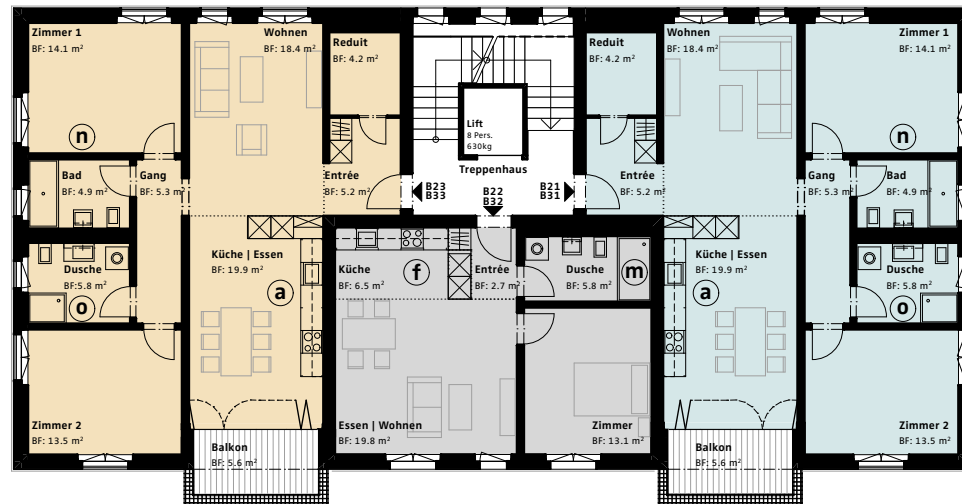 Zimmer 1
BF: 14.1 m²
Wohnen
BF: 18.4 m²
Reduit
BF: 4.2 m²
Reduit
BF: 4.2 m²
Wohnen
BF: 18.4 m²
Zimmer 1
BF: 14.1 m²
n
Lift
8 Pers.
630kg
n
Bad
BF: 4.9 m²
Gang
BF: 5.3 m²
Entrée
BF: 5.2 m²
Treppenhaus
B23
B33
B22
B32
B21
B31
Entrée
BF: 5.2 m²
Gang
BF: 5.3 m²
Bad
BF: 4.9 m²
Dusche
BF:5.8 m²
o
Küche | Essen
BF: 19.9 m²
a
Küche
BF: 6.5 m²
f
Entrée
BF: 2.7 m²
Dusche
BF: 5.8 m²
m
Küche | Essen
BF: 19.9 m²
a
Dusche
BF: 5.8 m²
o
Zimmer 2
BF: 13.5 m²
Balkon
BF: 5.6 m²
Essen | Wohnen
BF: 19.8 m²
Zimmer
BF: 13.1 m²
Balkon
BF: 5.6 m²
Zimmer 2
BF: 13.5 m²